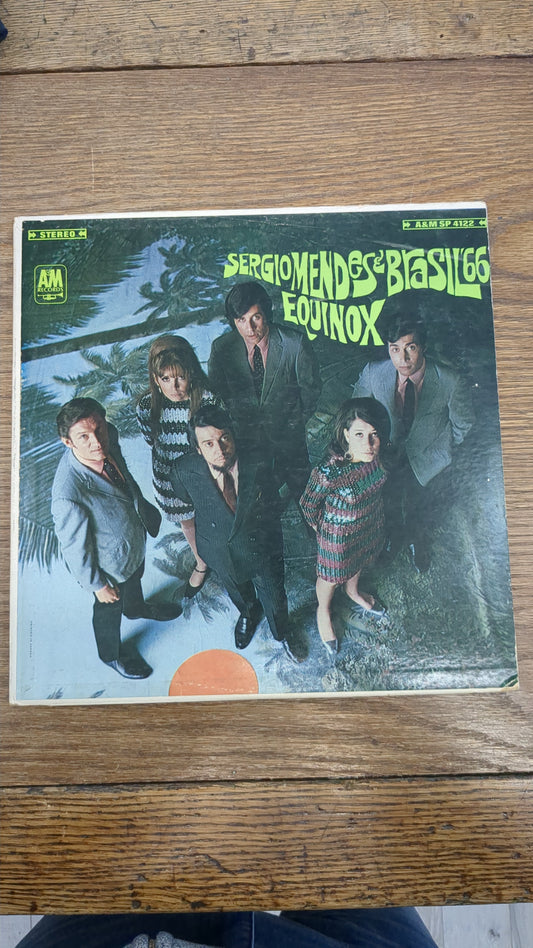 STEREO
A&M SP 4122
A&M
RECORDS
SERGIO MENDES & BRASIL '66
EQUINOX